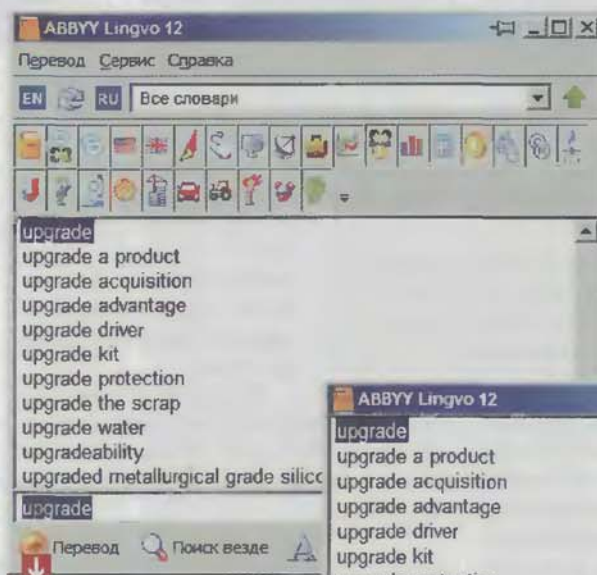 ABBYY Lingvo 12
Перевод Сервис Справка
EN RU Все словари
upgrade
upgrade a product
upgrade acquisition
upgrade advantage
upgrade driver
upgrade kit
upgrade protection
upgrade the scrap
upgrade water
upgradeability
upgraded metallurgical grade silico
upgrade
Перевод Поиск везде
ABBYY Lingvo 12
upgrade
upgrade a product
upgrade acquisition
upgrade advantage
upgrade driver
upgrade kit